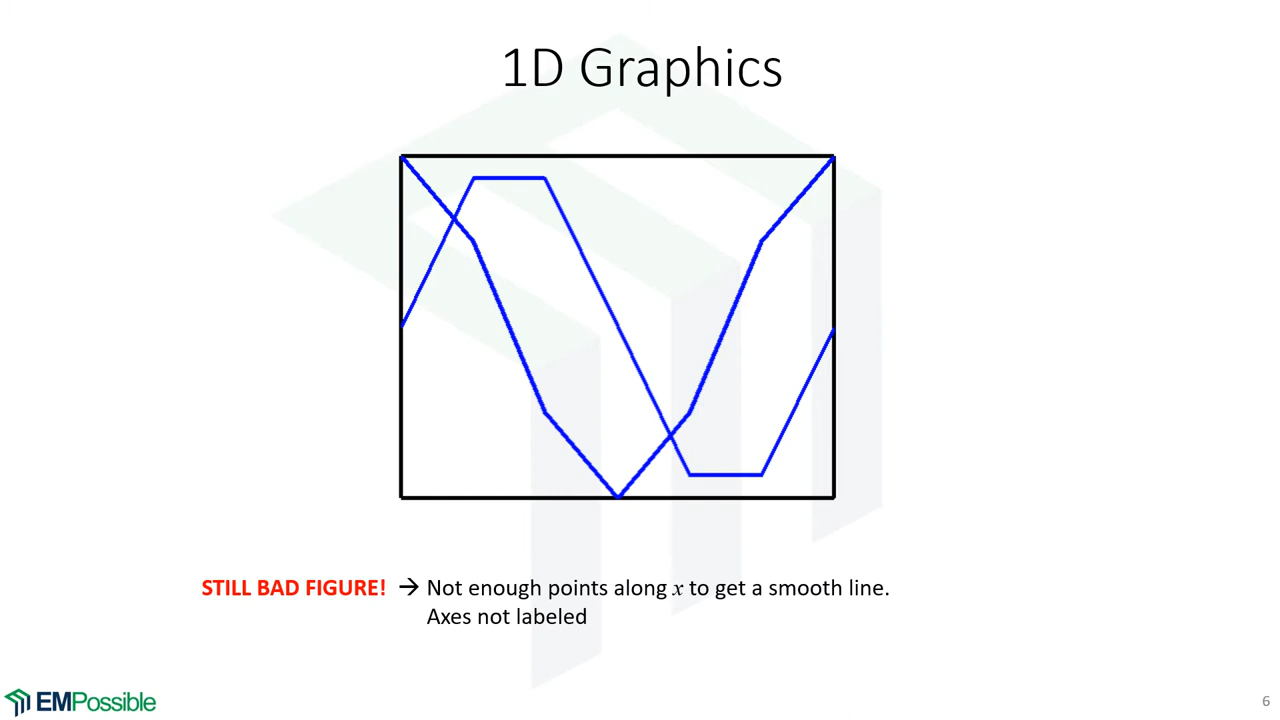 1D Graphics
STILL BAD FIGURE! → Not enough points along x to get a smooth line.
Axes not labeled
EMPossible
6